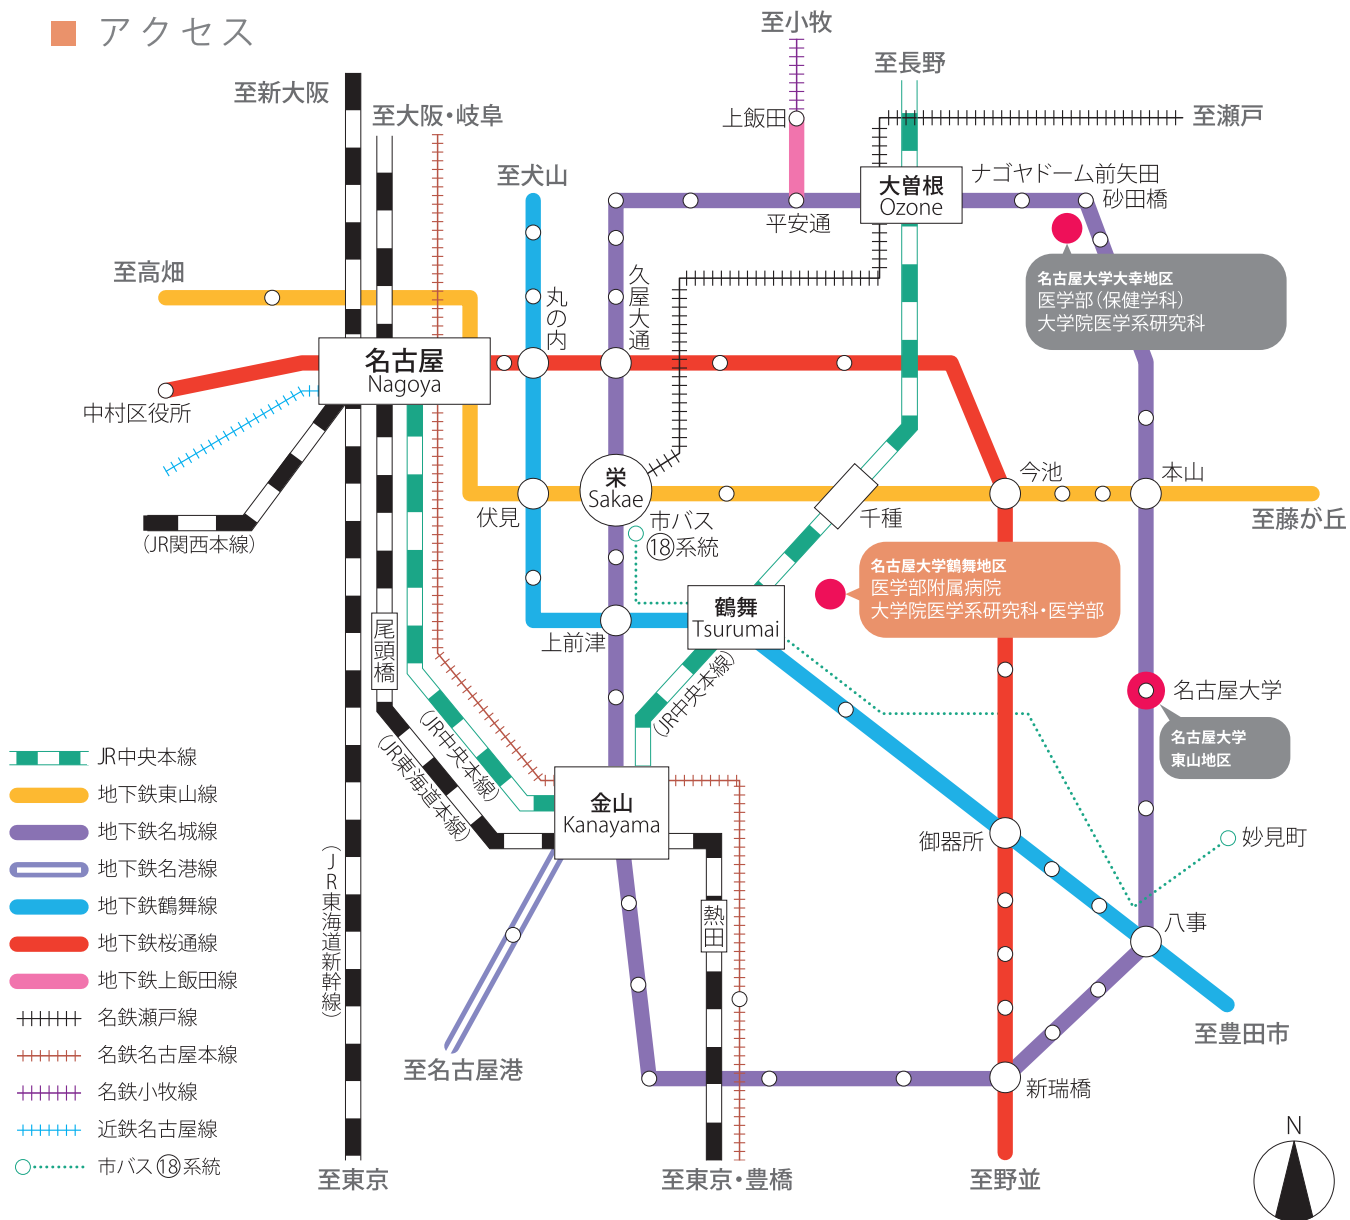 アクセス
至小牧
至長野
至新大阪
至大阪・岐阜
上飯田
至瀬戸
至犬山
大曽根
Ozone
ナゴヤドーム前矢田
砂田橋
平安通
至高畑
久屋大通
丸の内
名古屋大学大幸地区
医学部（保健学科）
大学院医学系研究科
名古屋
Nagoya
中村区役所
栄
Sakae
今池
本山
伏見
千種
至藤が丘
市バス
⑱系統
(JR関西本線)
名古屋大学鶴舞地区
医学部附属病院
大学院医学系研究科・医学部
鶴舞
Tsurumai
上前津
尾頭橋
(JR中央本線)
名古屋大学
名古屋大学
東山地区
(JR中央本線)
(JR東海道本線)
金山
Kanayama
御器所
妙見町
(JR東海道新幹線)
熱田
八事
至豊田市
至名古屋港
新瑞橋
JR中央本線
地下鉄東山線
地下鉄名城線
地下鉄名港線
地下鉄鶴舞線
地下鉄桜通線
地下鉄上飯田線
名鉄瀬戸線
名鉄名古屋本線
名鉄小牧線
近鉄名古屋線
市バス⑱系統
至東京
至東京・豊橋
至野並
N